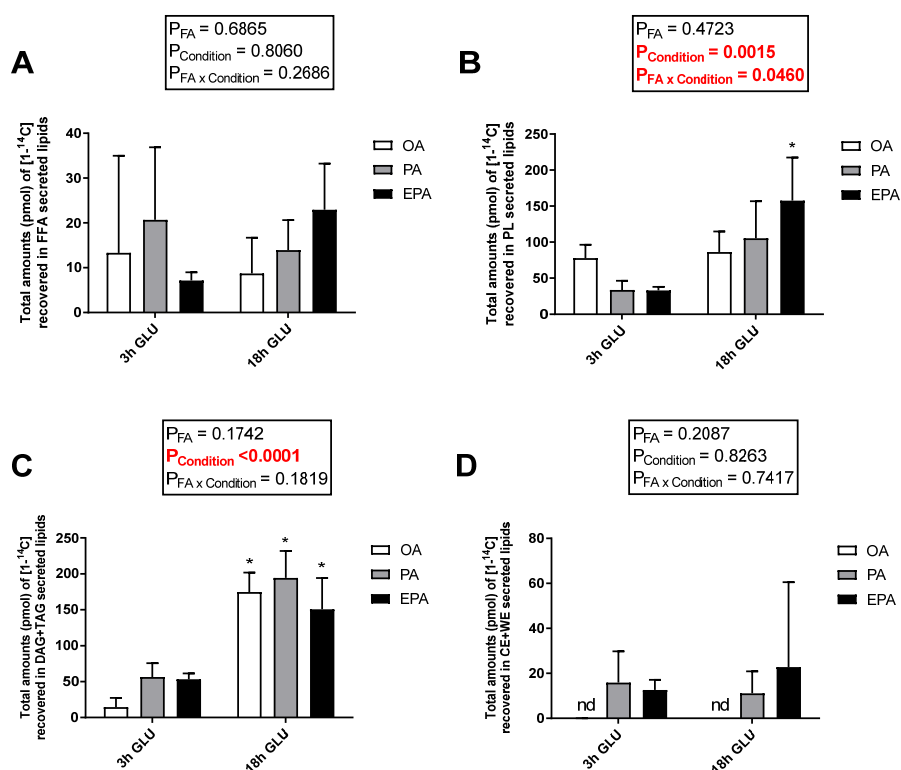 A
P_FA = 0.6865
P_Condition = 0.8060
P_FA x Condition = 0.2686
Total amounts (pmol) of [1-¹⁴C]
recovered in FFA secreted lipids
40
30
20
10
0
3h GLU
18h GLU
OA
PA
EPA
B
P_FA = 0.4723
P_Condition = 0.0015
P_FA x Condition = 0.0460
Total amounts (pmol) of [1-¹⁴C]
recovered in PL secreted lipids
250
200
150
100
50
0
*
3h GLU
18h GLU
OA
PA
EPA
C
P_FA = 0.1742
P_Condition <0.0001
P_FA x Condition = 0.1819
Total amounts (pmol) of [1-¹⁴C]
recovered in DAG+TAG secreted lipids
250
200
150
100
50
0
* * *
3h GLU
18h GLU
OA
PA
EPA
D
P_FA = 0.2087
P_Condition = 0.8263
P_FA x Condition = 0.7417
Total amounts (pmol) of [1-¹⁴C]
recovered in CE+WE secreted lipids
80
60
40
20
0
nd nd
3h GLU
18h GLU
OA
PA
EPA